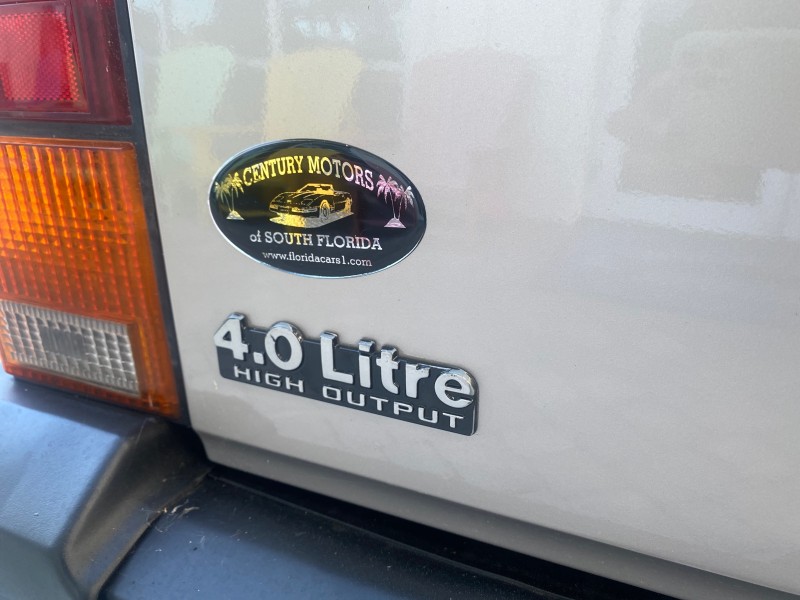 CENTURY MOTORS
of SOUTH FLORIDA
www.floridacars1.com
4.0 Litre
HIGH OUTPUT